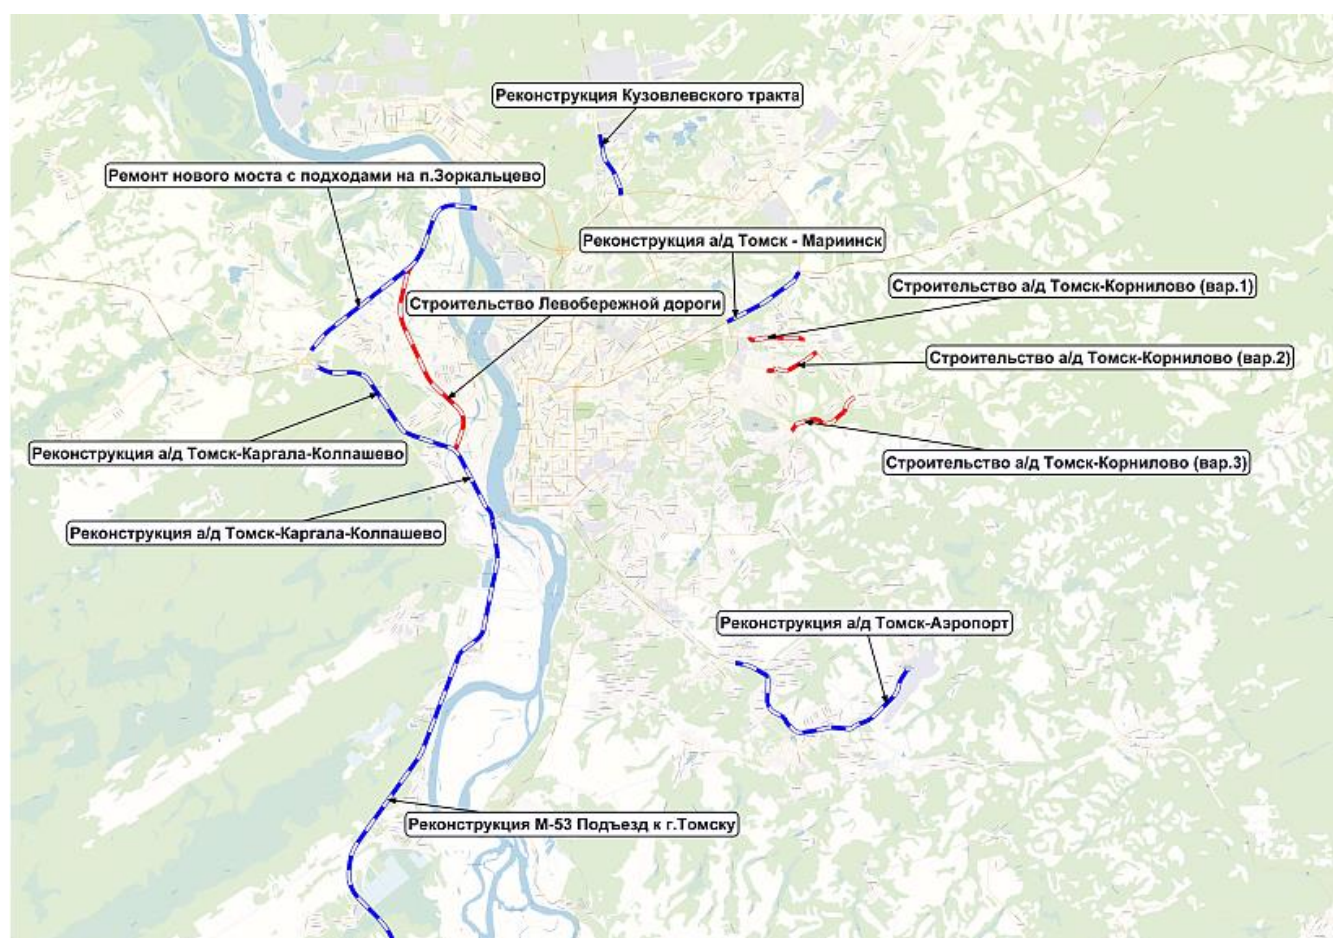 Реконструкция Кузовлевского тракта
Ремонт нового моста с подходами на п.Зоркальцево
Реконструкция а/д Томск - Мариинск
Строительство а/д Томск-Корнилово (вар.1)
Строительство Левобережной дороги
Строительство а/д Томск-Корнилово (вар.2)
Реконструкция а/д Томск-Каргала-Колпашево
Строительство а/д Томск-Корнилово (вар.3)
Реконструкция а/д Томск-Каргала-Колпашево
Реконструкция а/д Томск-Аэропорт
Реконструкция М-53 Подъезд к г.Томску